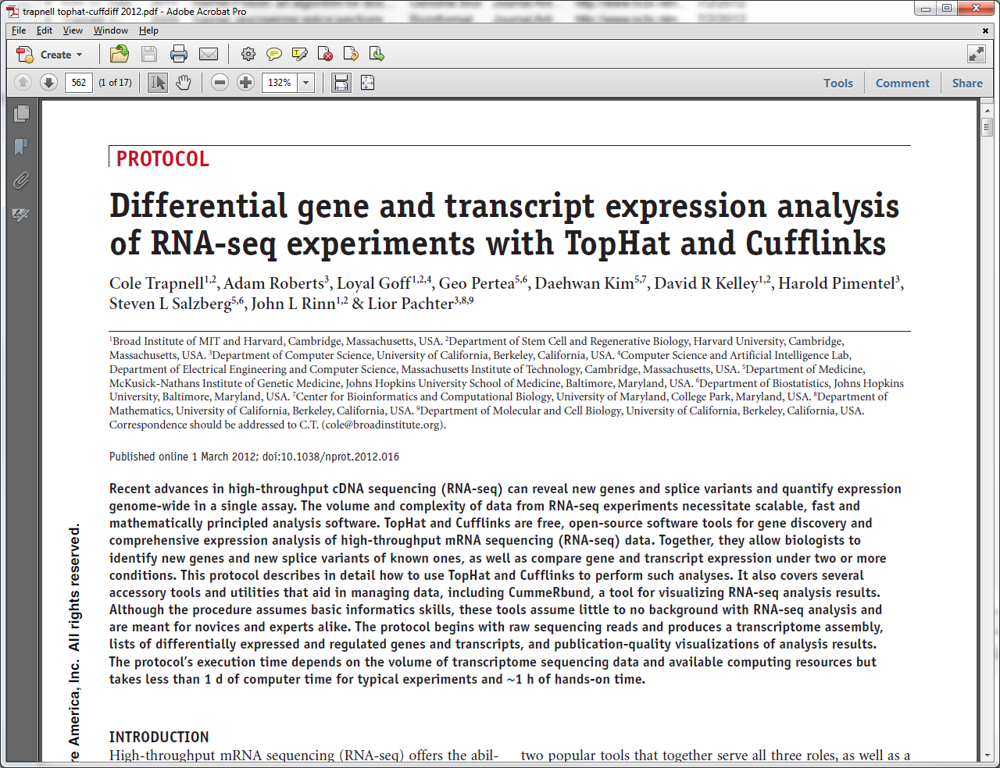 trapnell tophat-cuffdiff 2012.pdf - Adobe Acrobat Pro
File Edit View Window Help
Create
562 (1 of 17) 132% Tools Comment Share
PROTOCOL
Differential gene and transcript expression analysis
of RNA-seq experiments with TopHat and Cufflinks
Cole Trapnell1,2, Adam Roberts3, Loyal Goff1,2,4, Geo Pertea5,6, Daehwan Kim5,7, David R Kelley1,2, Harold Pimentel3,
Steven L Salzberg5,6, John L Rinn1,2 & Lior Pachter3,8,9
1Broad Institute of MIT and Harvard, Cambridge, Massachusetts, USA. 2Department of Stem Cell and Regenerative Biology, Harvard University, Cambridge,
Massachusetts, USA. 3Department of Computer Science, University of California, Berkeley, California, USA. 4Computer Science and Artificial Intelligence Lab,
Department of Electrical Engineering and Computer Science, Massachusetts Institute of Technology, Cambridge, Massachusetts, USA. 5Department of Medicine,
McKusick-Nathans Institute of Genetic Medicine, Johns Hopkins University School of Medicine, Baltimore, Maryland, USA. 6Department of Biostatistics, Johns Hopkins
University, Baltimore, Maryland, USA. 7Center for Bioinformatics and Computational Biology, University of Maryland, College Park, Maryland, USA. 8Department of
Mathematics, University of California, Berkeley, California, USA. 9Department of Molecular and Cell Biology, University of California, Berkeley, California, USA.
Correspondence should be addressed to C.T. (cole@broadinstitute.org).
Published online 1 March 2012; doi:10.1038/nprot.2012.016
Recent advances in high-throughput cDNA sequencing (RNA-seq) can reveal new genes and splice variants and quantify expression
genome-wide in a single assay. The volume and complexity of data from RNA-seq experiments necessitate scalable, fast and
mathematically principled analysis software. TopHat and Cufflinks are free, open-source software tools for gene discovery and
comprehensive expression analysis of high-throughput mRNA sequencing (RNA-seq) data. Together, they allow biologists to
identify new genes and new splice variants of known ones, as well as compare gene and transcript expression under two or more
conditions. This protocol describes in detail how to use TopHat and Cufflinks to perform such analyses. It also covers several
accessory tools and utilities that aid in managing data, including CummeRbund, a tool for visualizing RNA-seq analysis results.
Although the procedure assumes basic informatics skills, these tools assume little to no background with RNA-seq analysis and
are meant for novices and experts alike. The protocol begins with raw sequencing reads and produces a transcriptome assembly,
lists of differentially expressed and regulated genes and transcripts, and publication-quality visualizations of analysis results.
The protocol's execution time depends on the volume of transcriptome sequencing data and available computing resources but
takes less than 1 d of computer time for typical experiments and ~1 h of hands-on time.
re America, Inc. All rights reserved.
INTRODUCTION
High-throughput mRNA sequencing (RNA-seq) offers the abil-
two popular tools that together serve all three roles, as well as a